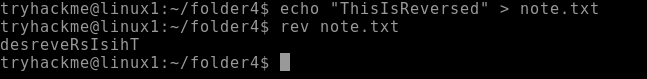 tryhackme@linux1:~/folder4$ echo "ThisIsReversed" > note.txt
tryhackme@linux1:~/folder4$ rev note.txt
desreveRsIsihT
tryhackme@linux1:~/folder4$